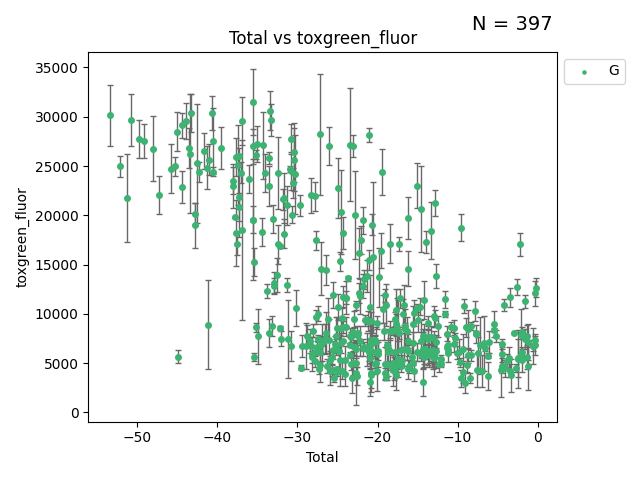 N = 397
Total vs toxgreen_fluor
G
toxgreen_fluor
35000
30000
25000
20000
15000
10000
5000
0
−50 −40 −30 −20 −10 0
Total